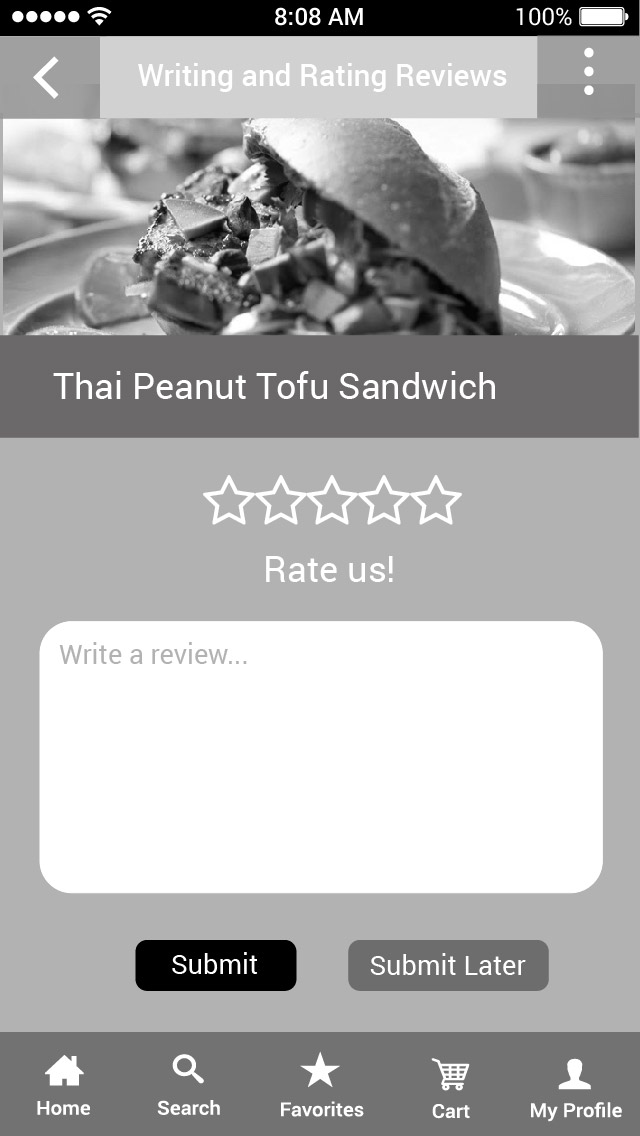 8:08 AM 100%
Writing and Rating Reviews
Thai Peanut Tofu Sandwich
Rate us!
Write a review...
Submit Submit Later
Home Search Favorites Cart My Profile